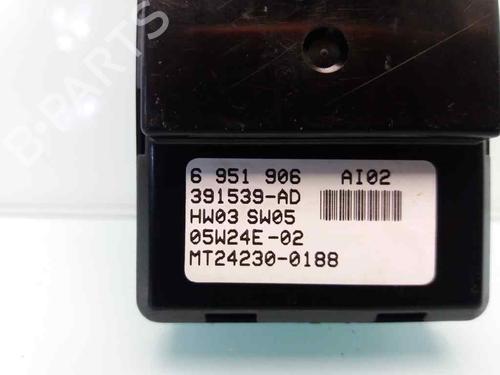 B-PARTS
6 951 906 AI02
391539-AD
HW03 SW05
05W24E-02
MT24230-0188